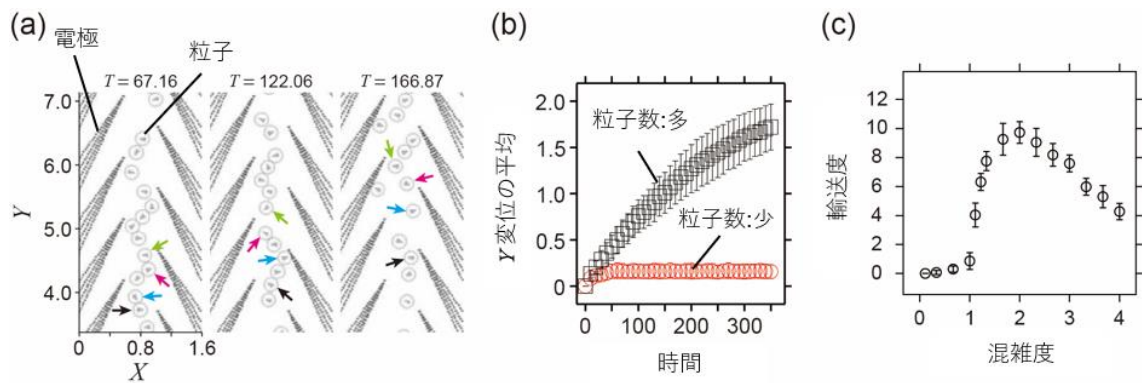 (a)
電極
粒子
T = 67.16
T = 122.06
T = 166.87
7.0
6.0
5.0
4.0
Y
0 0.8 1.6
X
(b)
2.0
1.5
1.0
0.5
0.0
Y変位の平均
粒子数:多
粒子数:少
0 100 200 300
時間
(c)
12
10
8
6
4
2
0
輸送度
0 1 2 3 4
混雑度